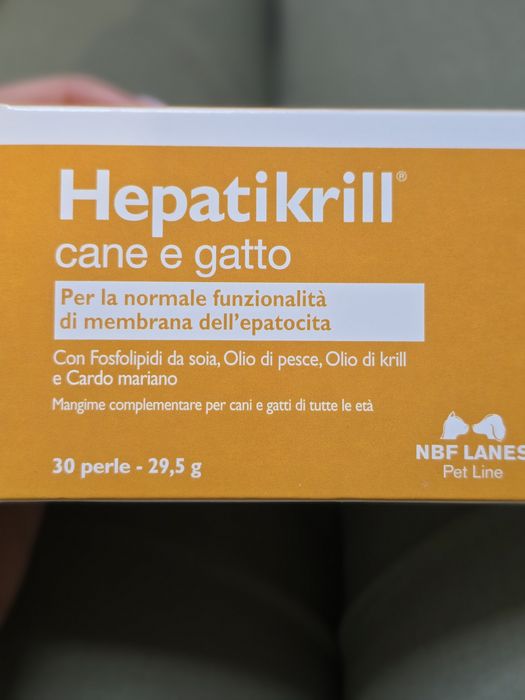 Hepatikrill®
cane e gatto
Per la normale funzionalità
di membrana dell'epatocita
Con Fosfolipidi da soia, Olio di pesce, Olio di krill
e Cardo mariano
Mangime complementare per cani e gatti di tutte le età
30 perle - 29,5 g
NBF LANES
Pet Line